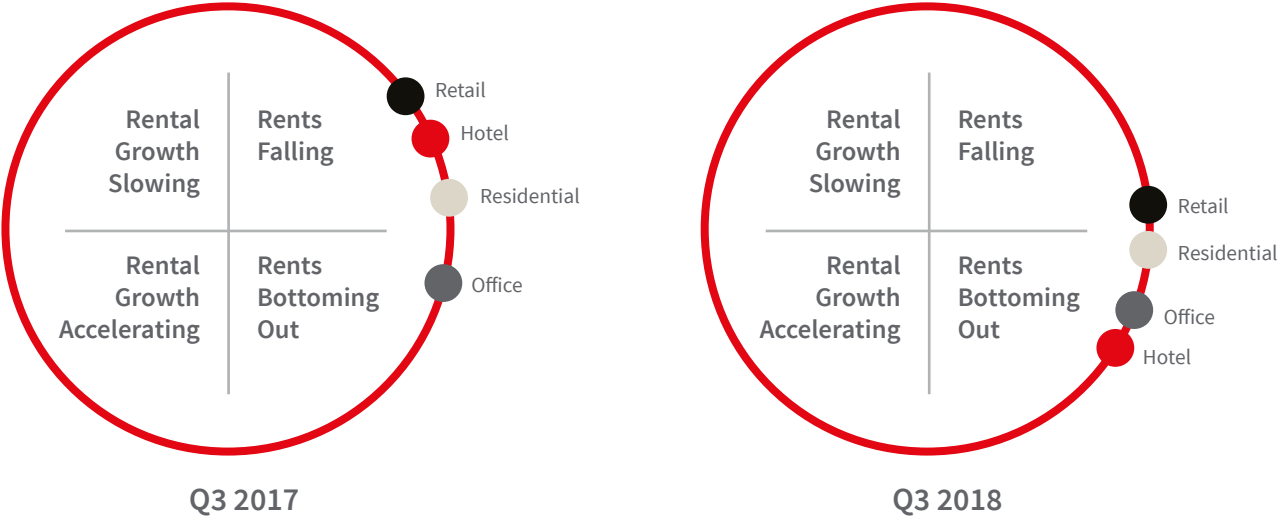 Rental
Growth
Slowing
Rents
Falling
Rental
Growth
Accelerating
Rents
Bottoming
Out
Retail
Hotel
Residential
Office
Q3 2017
Rental
Growth
Slowing
Rents
Falling
Rental
Growth
Accelerating
Rents
Bottoming
Out
Retail
Residential
Office
Hotel
Q3 2018